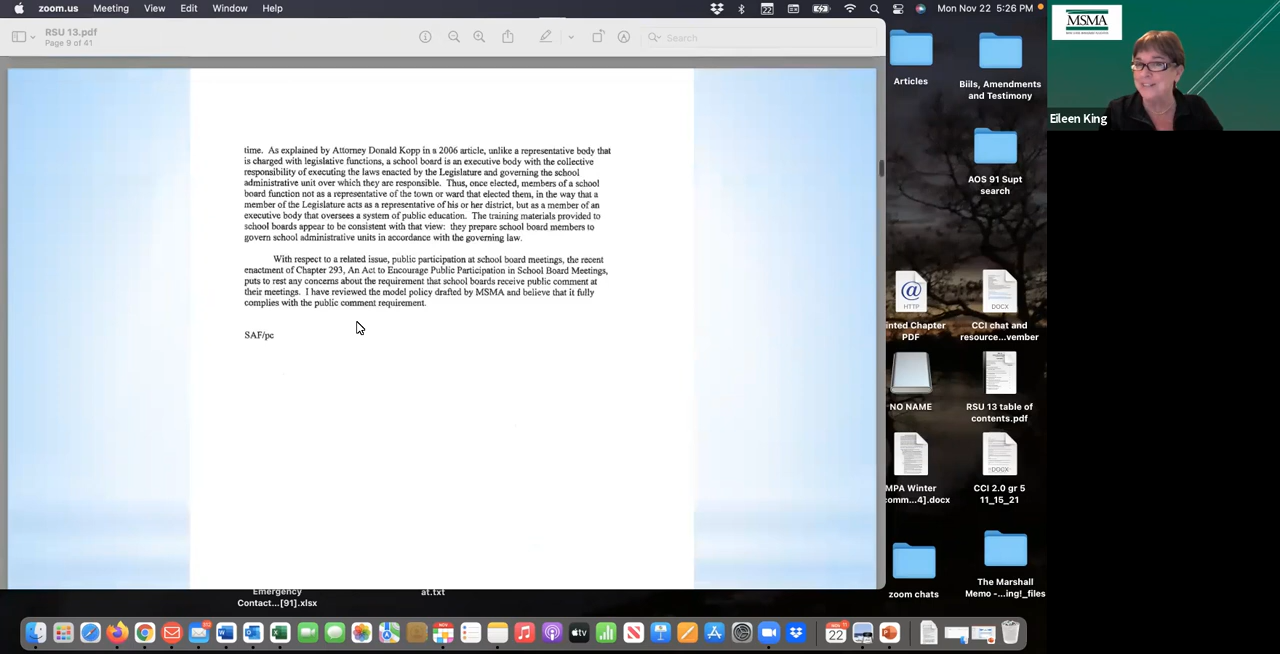 zoom.us Meeting View Edit Window Help
22
Mon Nov 22 5:26 PM
RSU 13.pdf
Page 9 of 41
Search
time. As explained by Attorney Donald Kopp in a 2006 article, unlike a representative body that
is charged with legislative functions, a school board is an executive body with the collective
responsibility of executing the laws enacted by the Legislature and governing the school
administrative unit over which they are responsible. Thus, once elected, members of a school
board function not as a representative of the town or ward that elected them, in the way that a
member of the Legislature acts as a representative of his or her district, but as a member of an
executive body that oversees a system of public education. The training materials provided to
school boards appear to be consistent with that view: they prepare school board members to
govern school administrative units in accordance with the governing law.
With respect to a related issue, public participation at school board meetings, the recent
enactment of Chapter 293, An Act to Encourage Public Participation in School Board Meetings,
puts to rest any concerns about the requirement that school boards receive public comment at
their meetings. I have reviewed the model policy drafted by MSMA and believe that it fully
complies with the public comment requirement.
SAF/pc
Articles
Biils, Amendments
and Testimony
AOS 91 Supt
search
@
HTTP
inted Chapter
PDF
DOCX
CCI chat and
resource...vember
NO NAME
RSU 13 table of
contents.pdf
MPA Winter
comm...4].docx
DOCX
CCI 2.0 gr 5
11_15_21
zoom chats
The Marshall
Memo -...ing!_files
Emergency
Contact...[91].xlsx
at.txt
tv
NOV
22
MSMA
Eileen King